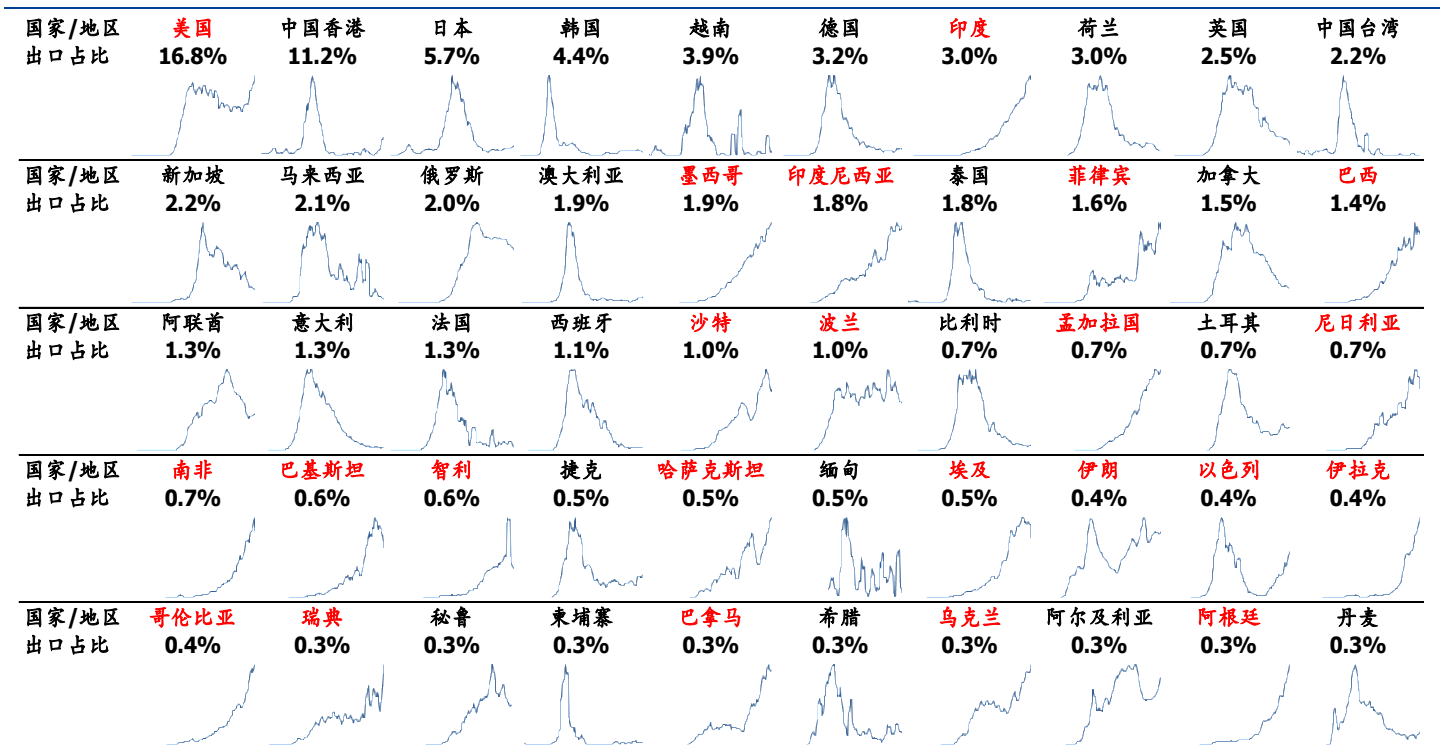 国家/地区 美国 中国香港 日本 韩国 越南 德国 印度 荷兰 英国 中国台湾
出口占比 16.8% 11.2% 5.7% 4.4% 3.9% 3.2% 3.0% 3.0% 2.5% 2.2%
国家/地区 新加坡 马来西亚 俄罗斯 澳大利亚 墨西哥 印度尼西亚 泰国 菲律宾 加拿大 巴西
出口占比 2.2% 2.1% 2.0% 1.9% 1.9% 1.8% 1.8% 1.6% 1.5% 1.4%
国家/地区 阿联酋 意大利 法国 西班牙 沙特 波兰 比利时 孟加拉国 土耳其 尼日利亚
出口占比 1.3% 1.3% 1.3% 1.1% 1.0% 1.0% 0.7% 0.7% 0.7% 0.7%
国家/地区 南非 巴基斯坦 智利 捷克 哈萨克斯坦 缅甸 埃及 伊朗 以色列 伊拉克
出口占比 0.7% 0.6% 0.6% 0.5% 0.5% 0.5% 0.5% 0.4% 0.4% 0.4%
国家/地区 哥伦比亚 瑞典 秘鲁 柬埔寨 巴拿马 希腊 乌克兰 阿尔及利亚 阿根廷 丹麦
出口占比 0.4% 0.3% 0.3% 0.3% 0.3% 0.3% 0.3% 0.3% 0.3% 0.3%